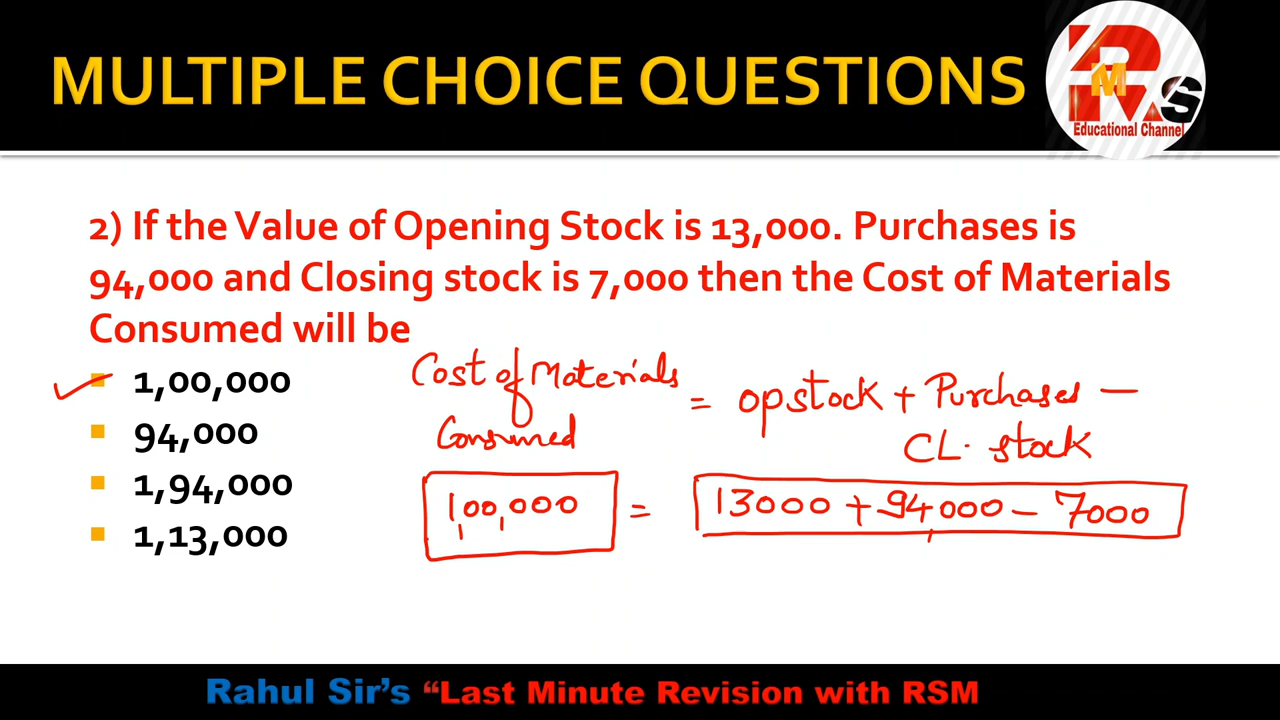 MULTIPLE CHOICE QUESTIONS
RMS
Educational Channel
2) If the Value of Opening Stock is 13,000. Purchases is
94,000 and Closing stock is 7,000 then the Cost of Materials
Consumed will be
1,00,000
94,000
1,94,000
1,13,000
Cost of Materials
Consumed
= op stock + Purchases –
CL. stock
1,00,000 = 13000 + 94,000 – 7000
Rahul Sir's “Last Minute Revision with RSM